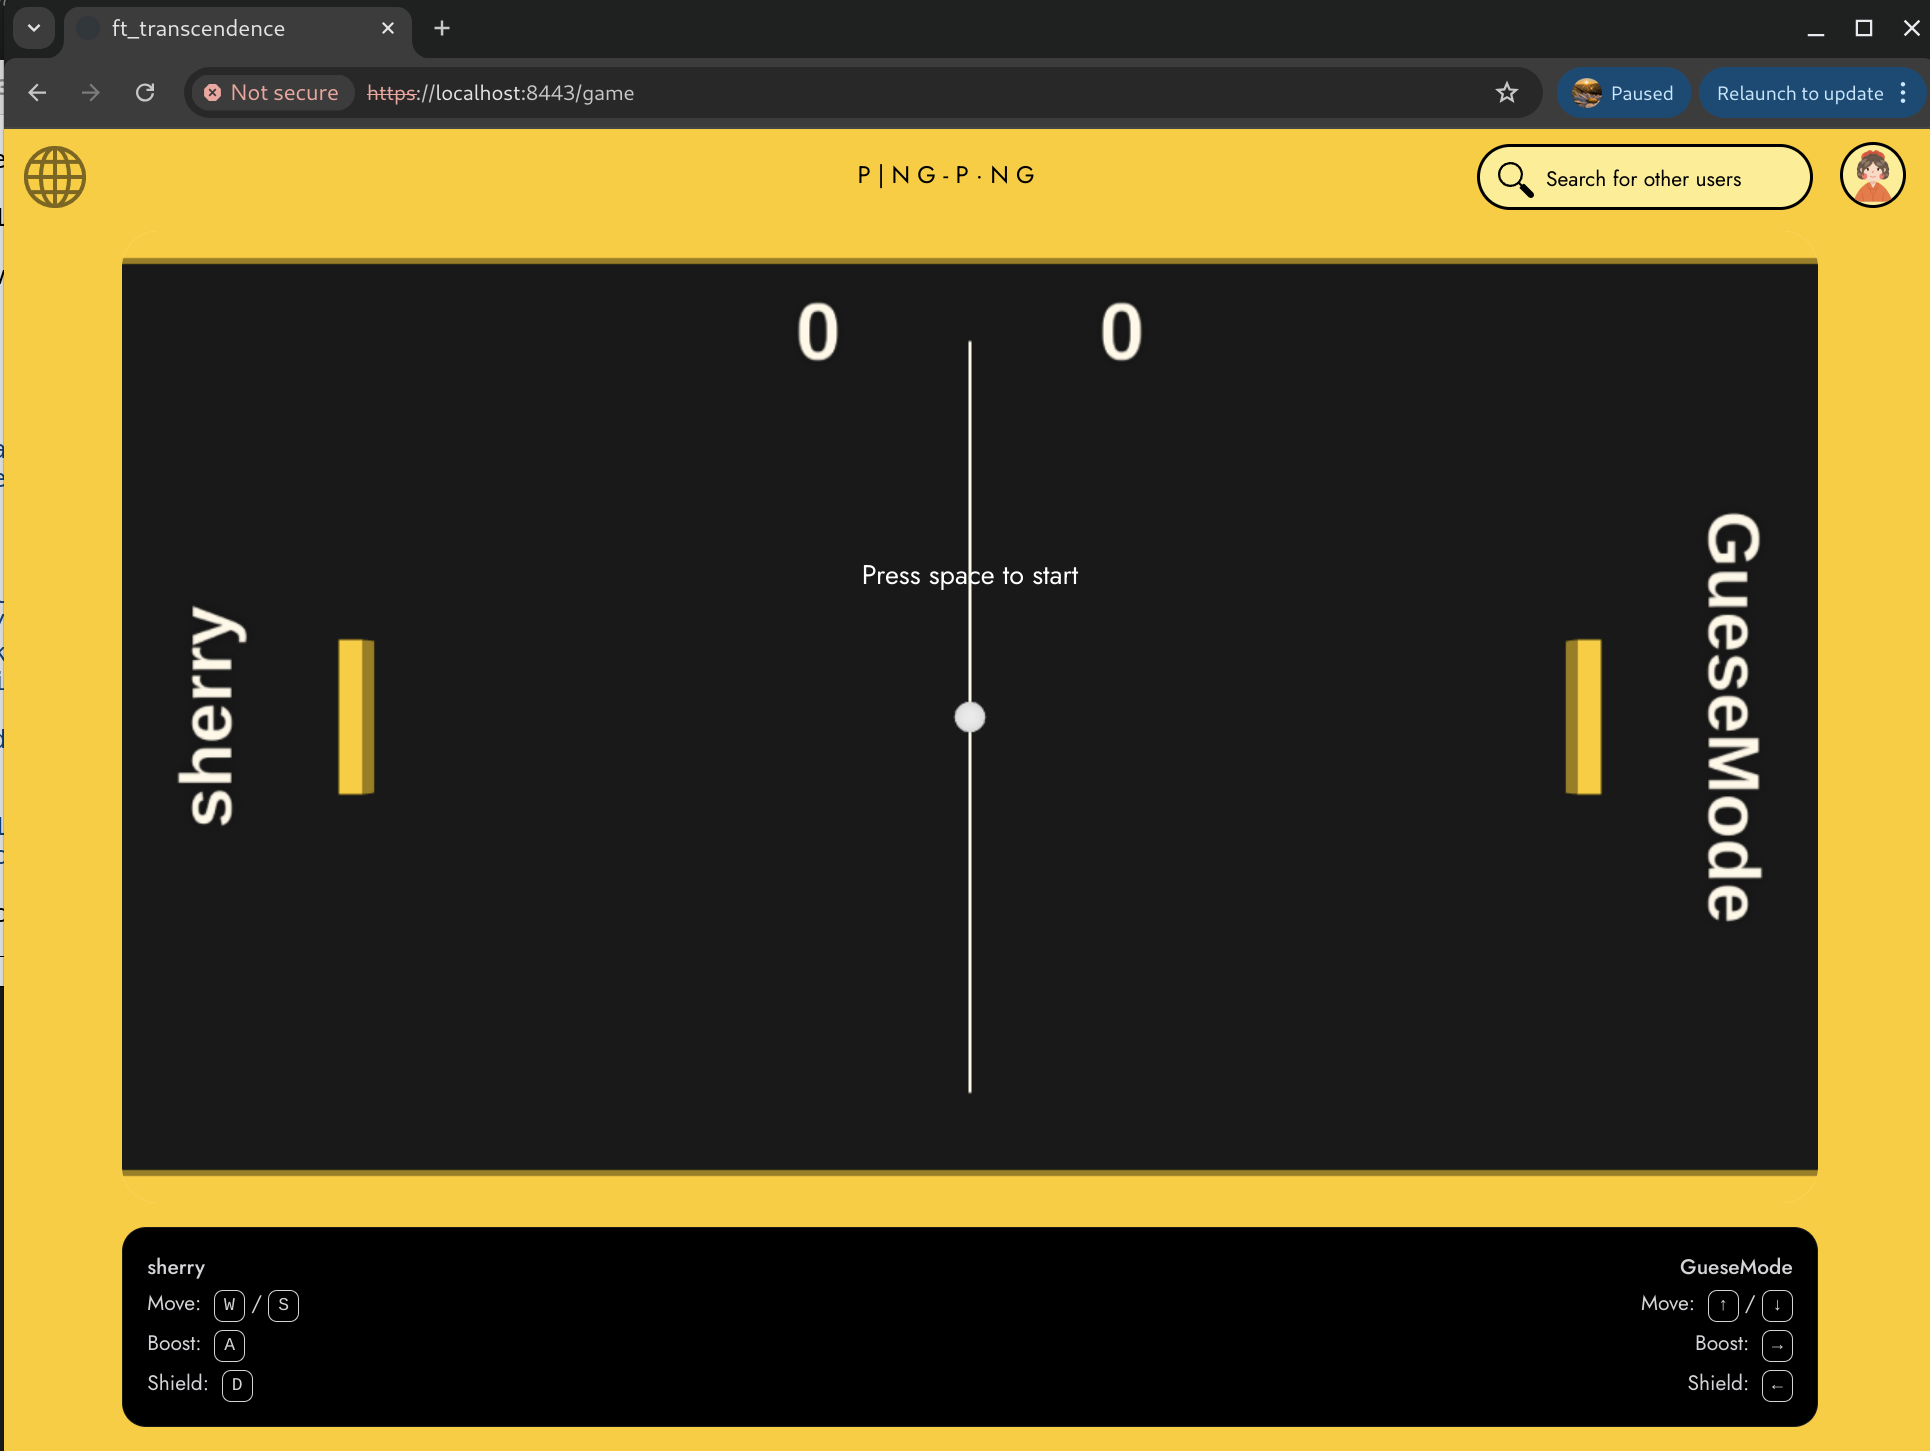 ft_transcendence
Not secure
https://localhost:8443/game
Paused
Relaunch to update
P|NG-P·NG
Search for other users
0
0
Press space to start
sherry
GueseMode
sherry
GueseMode
Move: W / S
Move: ↑ / ↓
Boost: A
Boost: →
Shield: D
Shield: ←